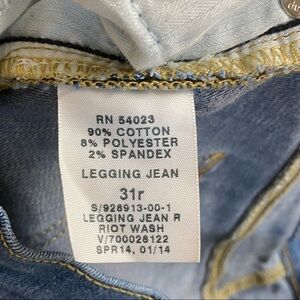 RN 54023
90% COTTON
8% POLYESTER
2% SPANDEX
LEGGING JEAN
31r
S/928913-00-1
LEGGING JEAN R
RIOT WASH
V/700028122
SPR14, 01/14